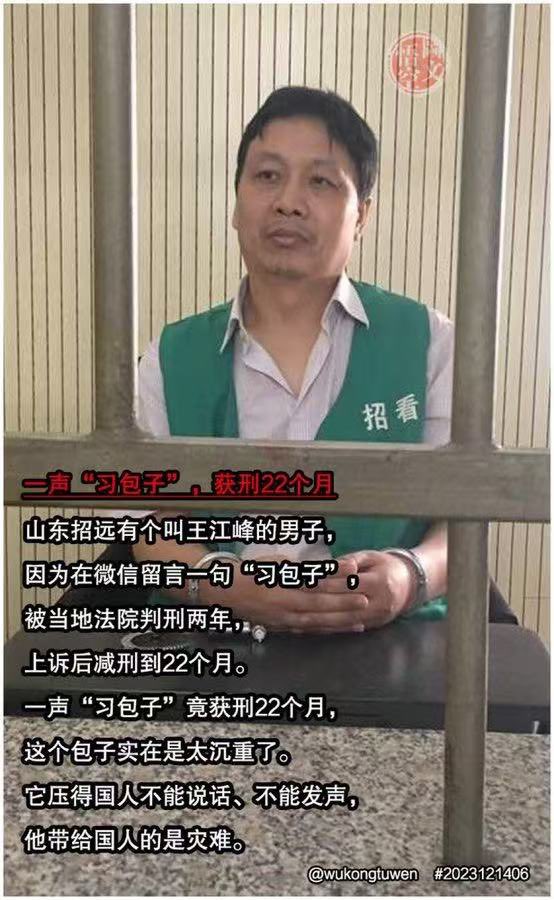 招看
一声“习包子”，获刑22个月
山东招远有个叫王江峰的男子，
因为在微信留言一句“习包子”，
被当地法院判刑两年，
上诉后减刑到22个月。
一声“习包子”竟获刑22个月，
这个包子实在是太沉重了。
它压得国人不能说话、不能发声，
他带给国人的是灾难。
@wukongtuwen #2023121406